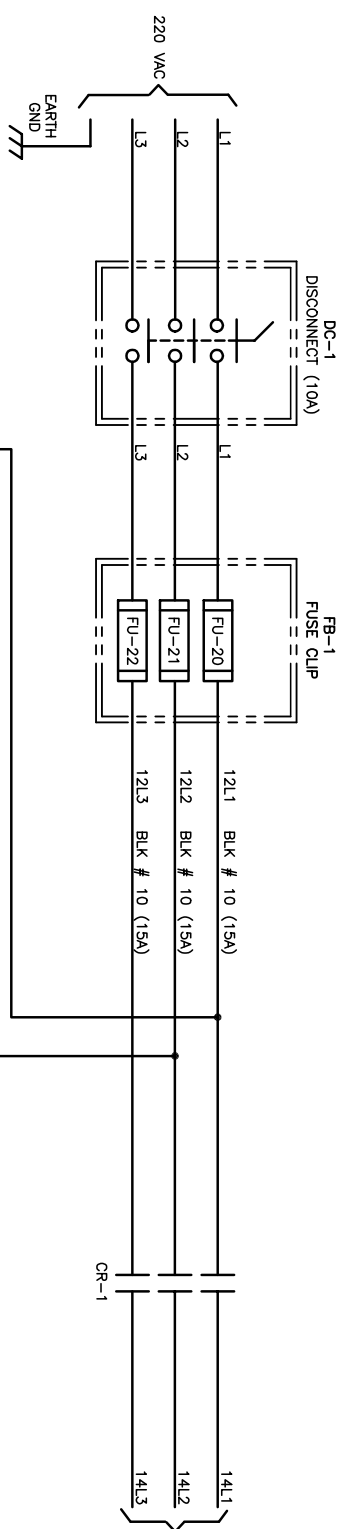 220 VAC
L1
L2
L3
EARTH
GND
DC-1
DISCONNECT (10A)
L1
L2
L3
FB-1
FUSE CLIP
FU-20
FU-21
FU-22
12L1 BLK # 10 (15A)
12L2 BLK # 10 (15A)
12L3 BLK # 10 (15A)
CR-1
14L1
14L2
14L3